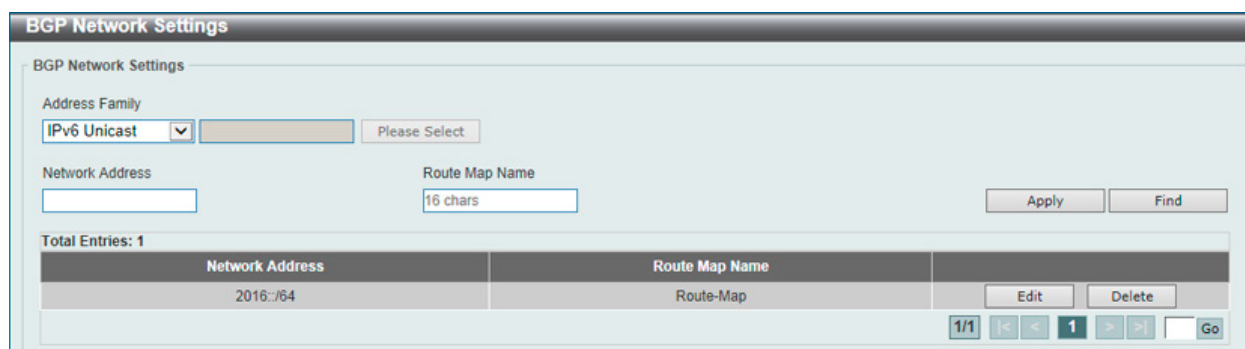 BGP Network Settings
BGP Network Settings
Address Family
IPv6 Unicast Please Select
Network Address Route Map Name
16 chars Apply Find
Total Entries: 1
Network Address Route Map Name
2016::/64 Route-Map Edit Delete
1/1 |< < 1 > >| Go